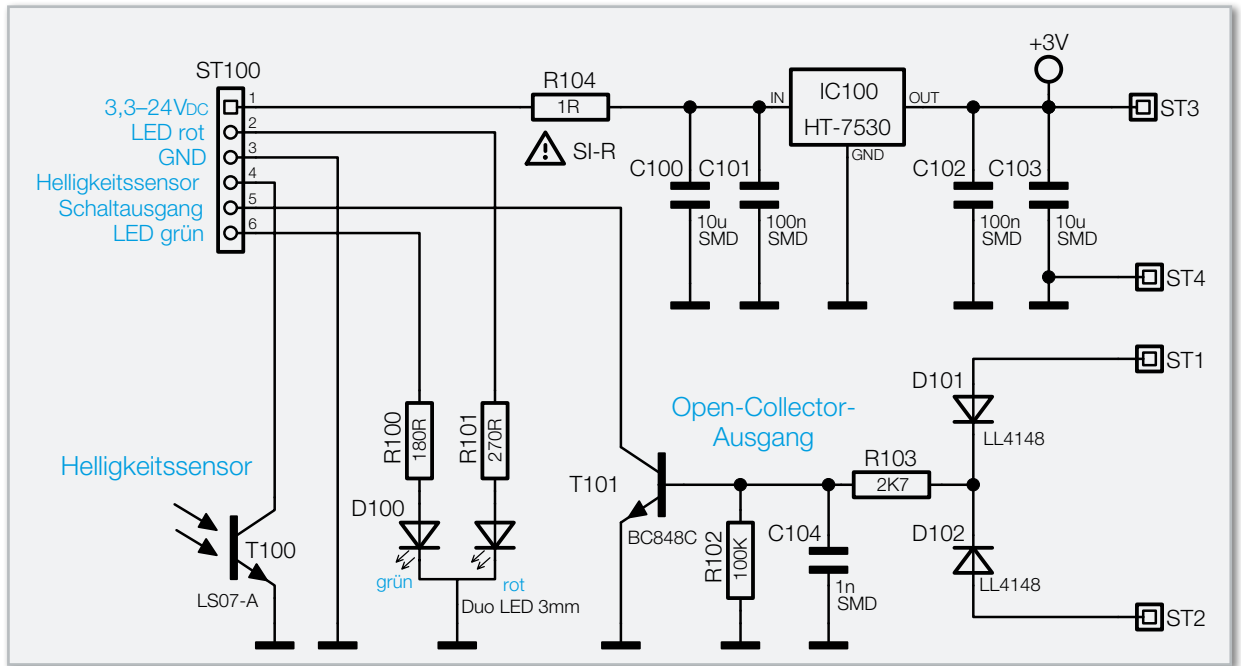 ST100
3,3–24VDC
1
LED rot
2
GND
3
Helligkeitssensor
4
Schaltausgang
5
LED grün
6
R104
1R
SI-R
IN
IC100
HT-7530
OUT
GND
+3V
ST3
C100
10u
SMD
C101
100n
SMD
C102
100n
SMD
C103
10u
SMD
ST4
ST1
D101
LL4148
Open-Collector-
Ausgang
R103
2K7
R100
180R
R101
270R
Helligkeitssensor
T100
LS07-A
D100
grün
rot
Duo LED 3mm
T101
BC848C
R102
100K
C104
1n
SMD
D102
LL4148
ST2